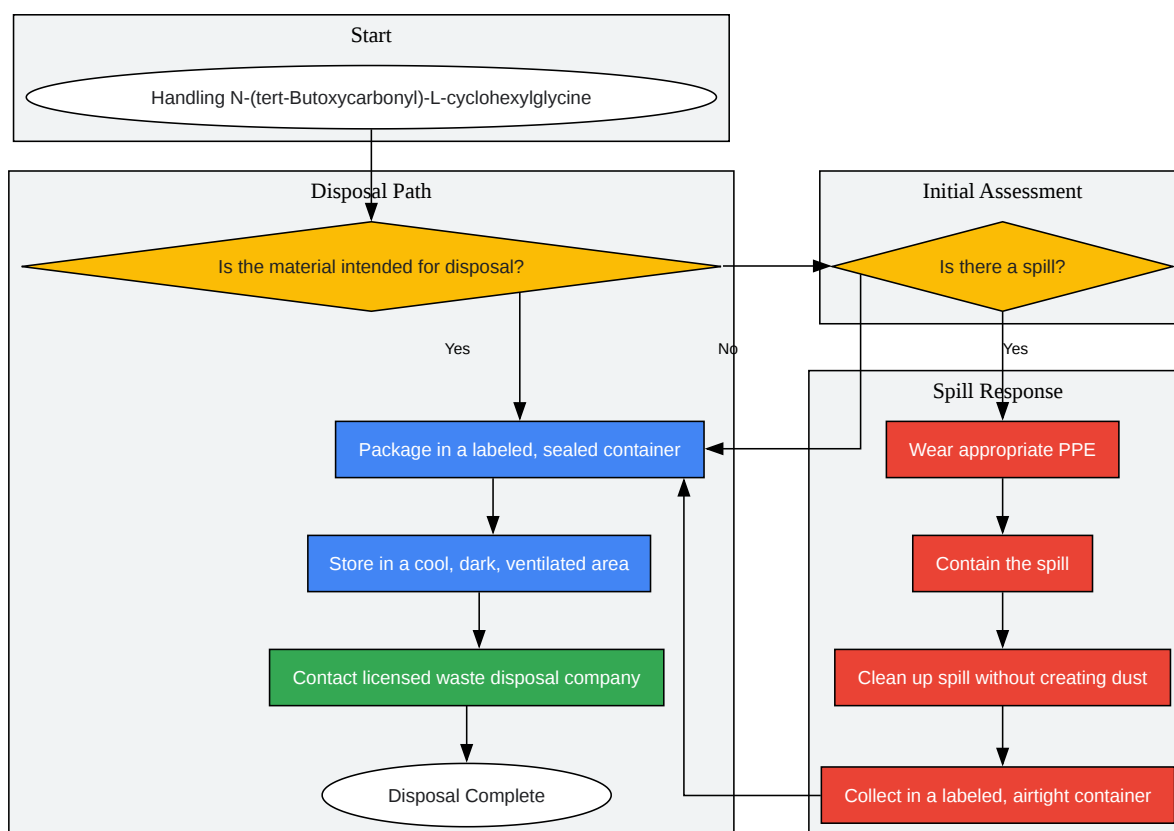 Start
Handling N-(tert-Butoxycarbonyl)-L-cyclohexylglycine
Disposal Path
Initial Assessment
Is the material intended for disposal?
Is there a spill?
Yes
No
Yes
Spill Response
Package in a labeled, sealed container
Wear appropriate PPE
Store in a cool, dark, ventilated area
Contain the spill
Contact licensed waste disposal company
Clean up spill without creating dust
Disposal Complete
Collect in a labeled, airtight container